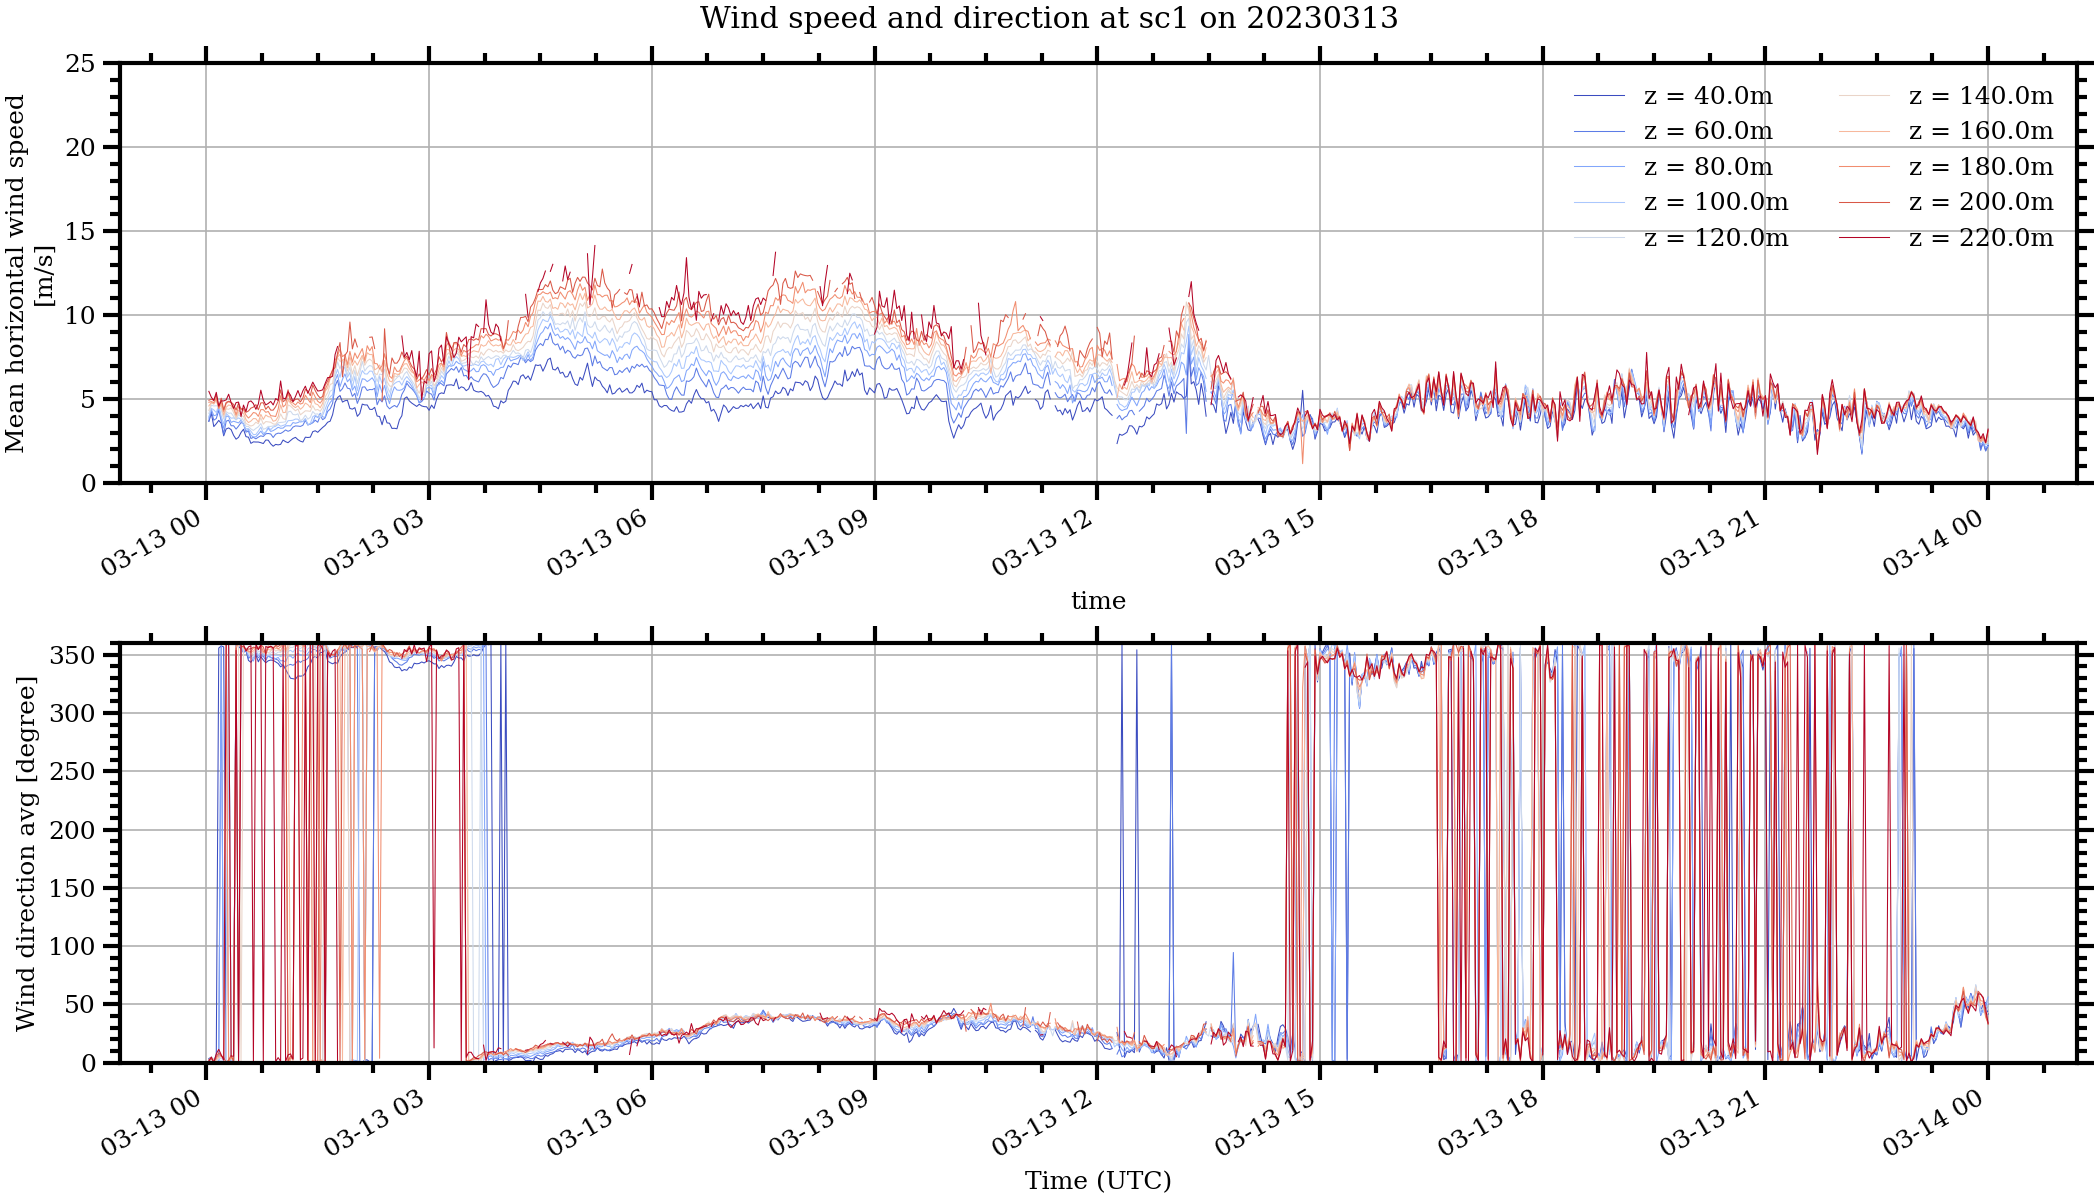 Wind speed and direction at sc1 on 20230313
Mean horizontal wind speed
[m/s]
25
20
15
10
5
0
z = 40.0m
z = 60.0m
z = 80.0m
z = 100.0m
z = 120.0m
z = 140.0m
z = 160.0m
z = 180.0m
z = 200.0m
z = 220.0m
03-13 00
03-13 03
03-13 06
03-13 09
03-13 12
03-13 15
03-13 18
03-13 21
03-14 00
time
Wind direction avg [degree]
350
300
250
200
150
100
50
0
03-13 00
03-13 03
03-13 06
03-13 09
03-13 12
03-13 15
03-13 18
03-13 21
03-14 00
Time (UTC)